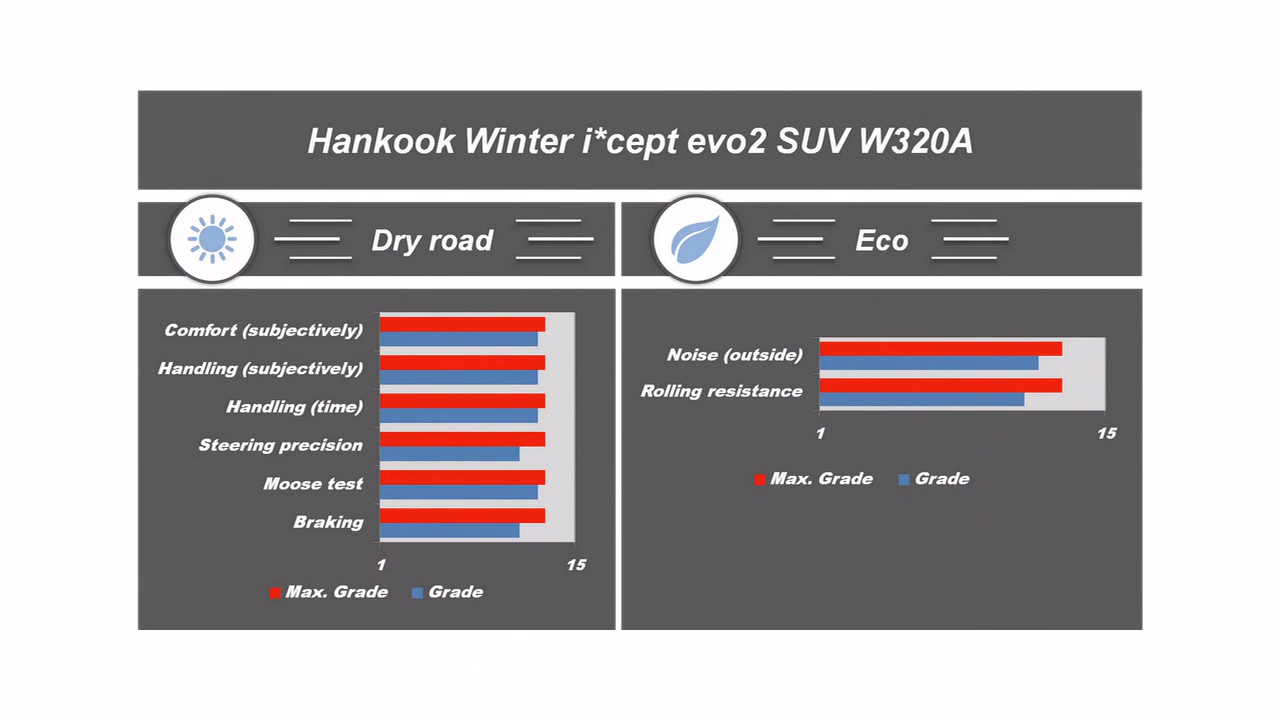 Hankook Winter i*cept evo2 SUV W320A
Dry road
Eco
Comfort (subjectively)
Handling (subjectively)
Handling (time)
Steering precision
Moose test
Braking
1 15
Max. Grade Grade
Noise (outside)
Rolling resistance
1 15
Max. Grade Grade